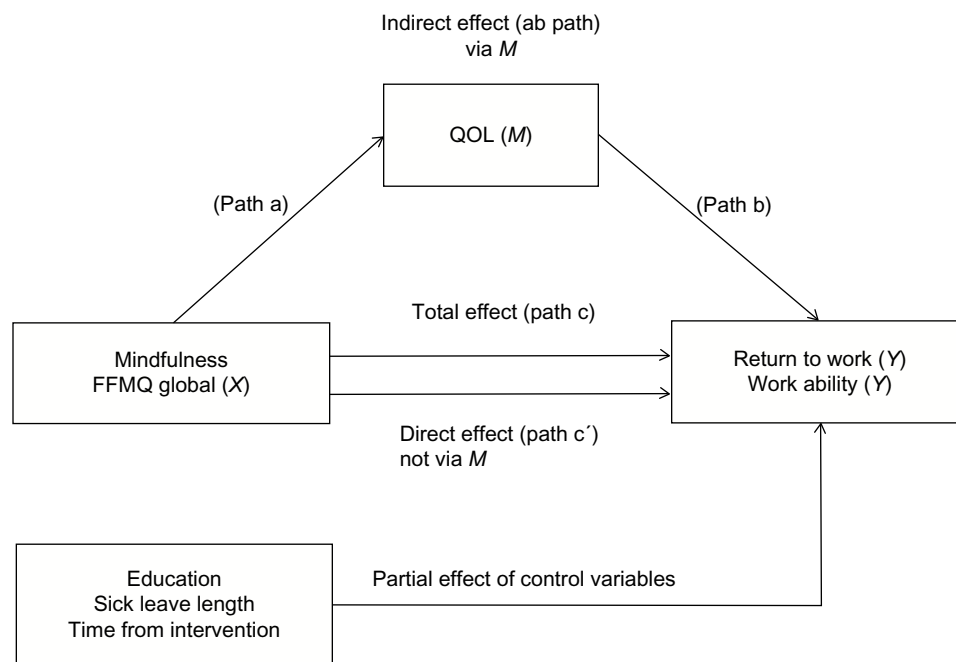 Indirect effect (ab path)
via M
QOL (M)
(Path a)
(Path b)
Total effect (path c)
Mindfulness
FFMQ global (X)
Return to work (Y)
Work ability (Y)
Direct effect (path c´)
not via M
Education
Sick leave length
Time from intervention
Partial effect of control variables